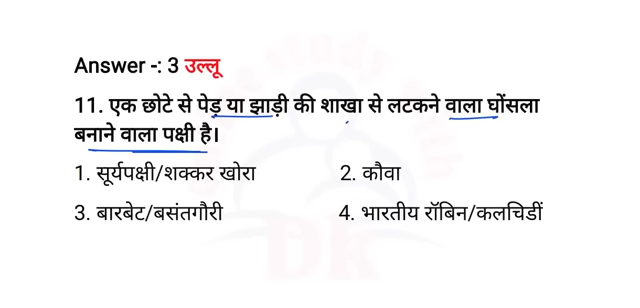 Answer -: 3 उल्लू
11. एक छोटे से पेड़ या झाड़ी की शाखा से लटकने वाला घोंसला
बनाने वाला पक्षी है।
1. सूर्यपक्षी/शक्कर खोरा 2. कौवा
3. बारबेट/बसंतगौरी 4. भारतीय रॉबिन/कलचिडीं
Dk